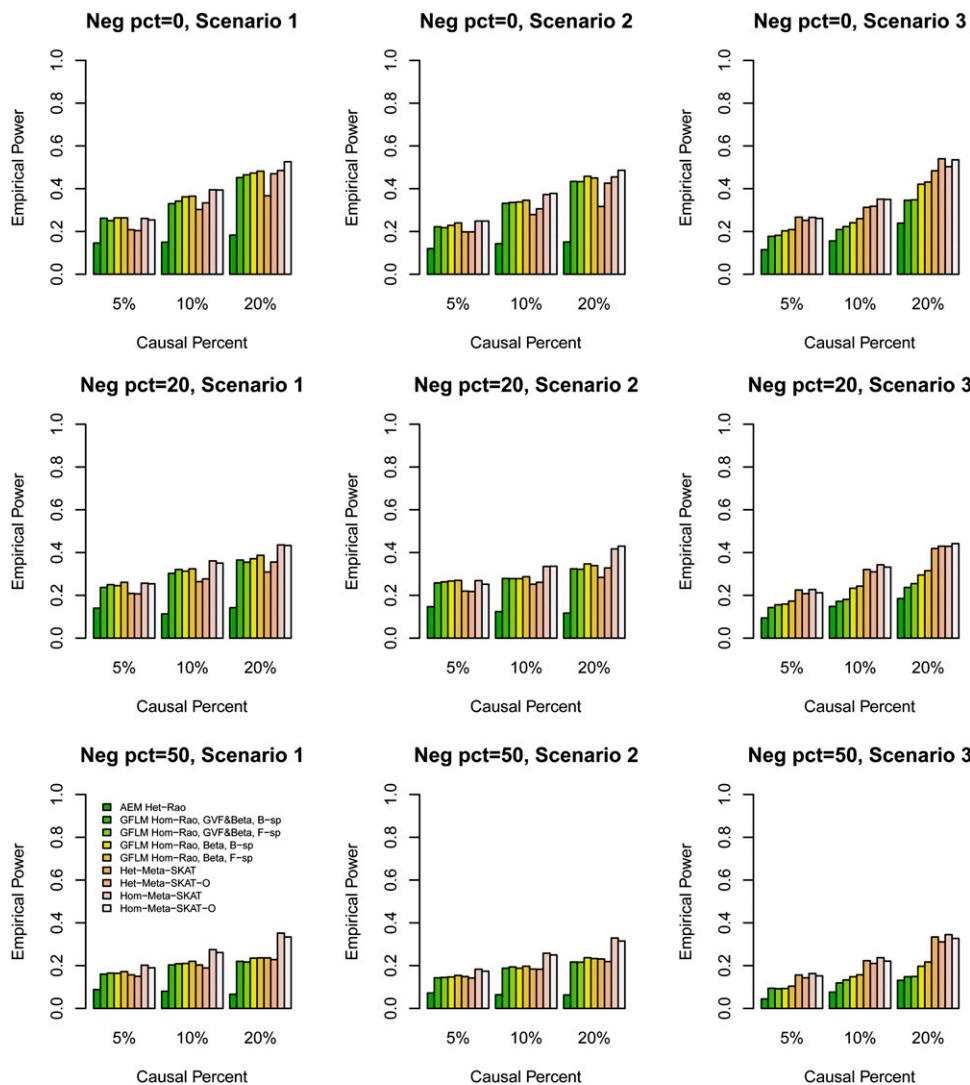 Neg pct=0, Scenario 1
Empirical Power
1.0
0.8
0.6
0.4
0.2
0.0
5% 10% 20%
Causal Percent
Neg pct=0, Scenario 2
Empirical Power
1.0
0.8
0.6
0.4
0.2
0.0
5% 10% 20%
Causal Percent
Neg pct=0, Scenario 3
Empirical Power
1.0
0.8
0.6
0.4
0.2
0.0
5% 10% 20%
Causal Percent
Neg pct=20, Scenario 1
Empirical Power
1.0
0.8
0.6
0.4
0.2
0.0
5% 10% 20%
Causal Percent
Neg pct=20, Scenario 2
Empirical Power
1.0
0.8
0.6
0.4
0.2
0.0
5% 10% 20%
Causal Percent
Neg pct=20, Scenario 3
Empirical Power
1.0
0.8
0.6
0.4
0.2
0.0
5% 10% 20%
Causal Percent
Neg pct=50, Scenario 1
Empirical Power
1.0
0.8
0.6
0.4
0.2
0.0
AEM Het−Rao
GFLM Hom−Rao, GVF&Beta, B−sp
GFLM Hom−Rao, GVF&Beta, F−sp
GFLM Hom−Rao, Beta, B−sp
GFLM Hom−Rao, Beta, F−sp
Het−Meta−SKAT
Het−Meta−SKAT−O
Hom−Meta−SKAT
Hom−Meta−SKAT−O
5% 10% 20%
Causal Percent
Neg pct=50, Scenario 2
Empirical Power
1.0
0.8
0.6
0.4
0.2
0.0
5% 10% 20%
Causal Percent
Neg pct=50, Scenario 3
Empirical Power
1.0
0.8
0.6
0.4
0.2
0.0
5% 10% 20%
Causal Percent